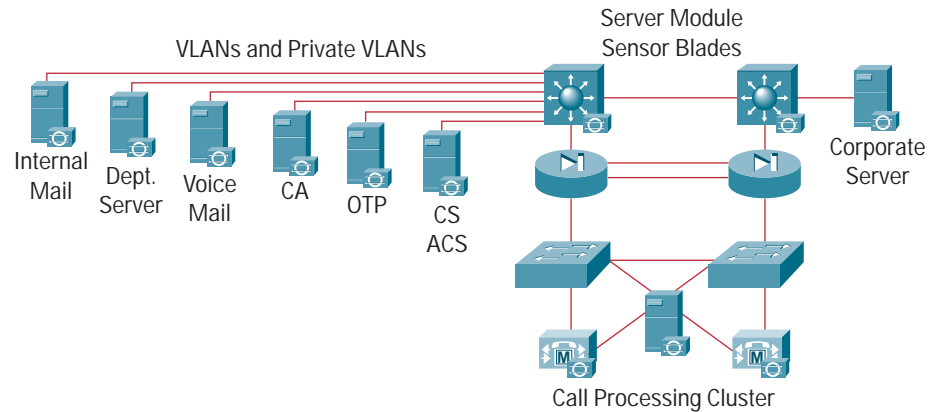 Server Module
Sensor Blades
VLANs and Private VLANs
Internal
Mail
Dept.
Server
Voice
Mail
CA
OTP
CS
ACS
Corporate
Server
M
M
Call Processing Cluster